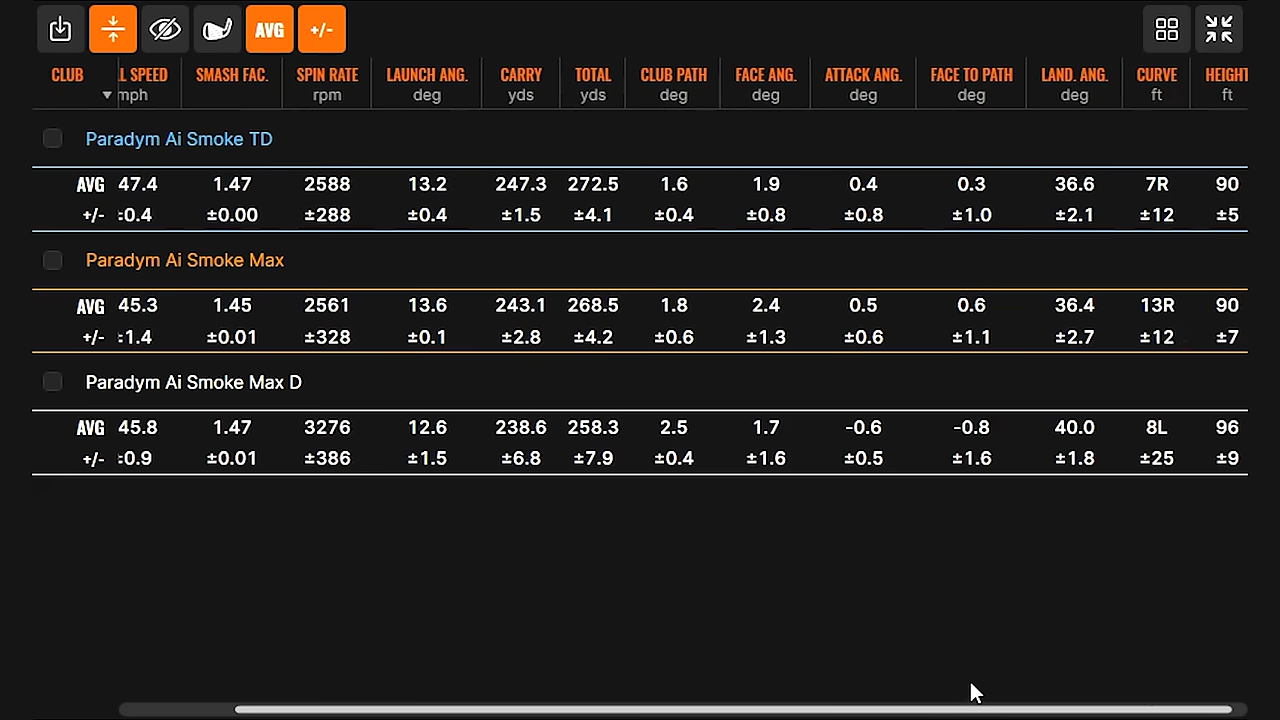 AVG +/-
CLUB L SPEED SMASH FAC. SPIN RATE LAUNCH ANG. CARRY TOTAL CLUB PATH FACE ANG. ATTACK ANG. FACE TO PATH LAND. ANG. CURVE HEIGHT
mph rpm deg yds yds deg deg deg deg deg ft ft
Paradym Ai Smoke TD
AVG 47.4 1.47 2588 13.2 247.3 272.5 1.6 1.9 0.4 0.3 36.6 7R 90
+/- ±0.4 ±0.00 ±288 ±0.4 ±1.5 ±4.1 ±0.4 ±0.8 ±0.8 ±1.0 ±2.1 ±12 ±5
Paradym Ai Smoke Max
AVG 45.3 1.45 2561 13.6 243.1 268.5 1.8 2.4 0.5 0.6 36.4 13R 90
+/- ±1.4 ±0.01 ±328 ±0.1 ±2.8 ±4.2 ±0.6 ±1.3 ±0.6 ±1.1 ±2.7 ±12 ±7
Paradym Ai Smoke Max D
AVG 45.8 1.47 3276 12.6 238.6 258.3 2.5 1.7 -0.6 -0.8 40.0 8L 96
+/- ±0.9 ±0.01 ±386 ±1.5 ±6.8 ±7.9 ±0.4 ±1.6 ±0.5 ±1.6 ±1.8 ±25 ±9